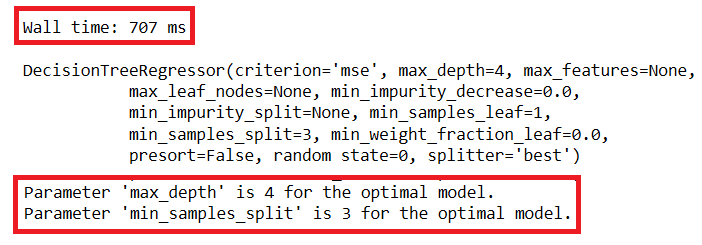 Wall time: 707 ms
DecisionTreeRegressor(criterion='mse', max_depth=4, max_features=None,
max_leaf_nodes=None, min_impurity_decrease=0.0,
min_impurity_split=None, min_samples_leaf=1,
min_samples_split=3, min_weight_fraction_leaf=0.0,
presort=False, random state=0, splitter='best')
Parameter 'max_depth' is 4 for the optimal model.
Parameter 'min_samples_split' is 3 for the optimal model.